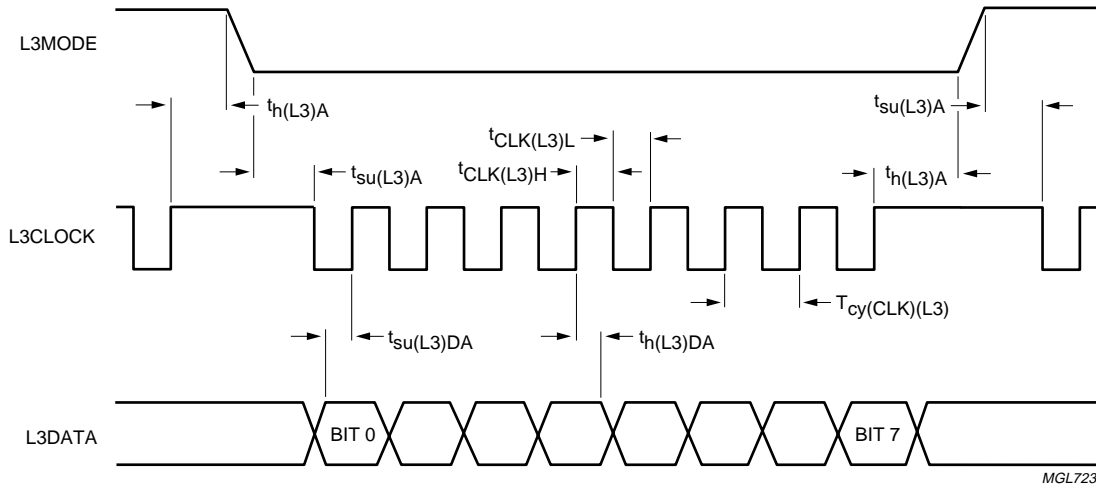 L3MODE
th(L3)A
tsu(L3)A
tCLK(L3)L
tsu(L3)A
tCLK(L3)H
th(L3)A
L3CLOCK
Tcy(CLK)(L3)
tsu(L3)DA
th(L3)DA
L3DATA
BIT 0
BIT 7
MGL723